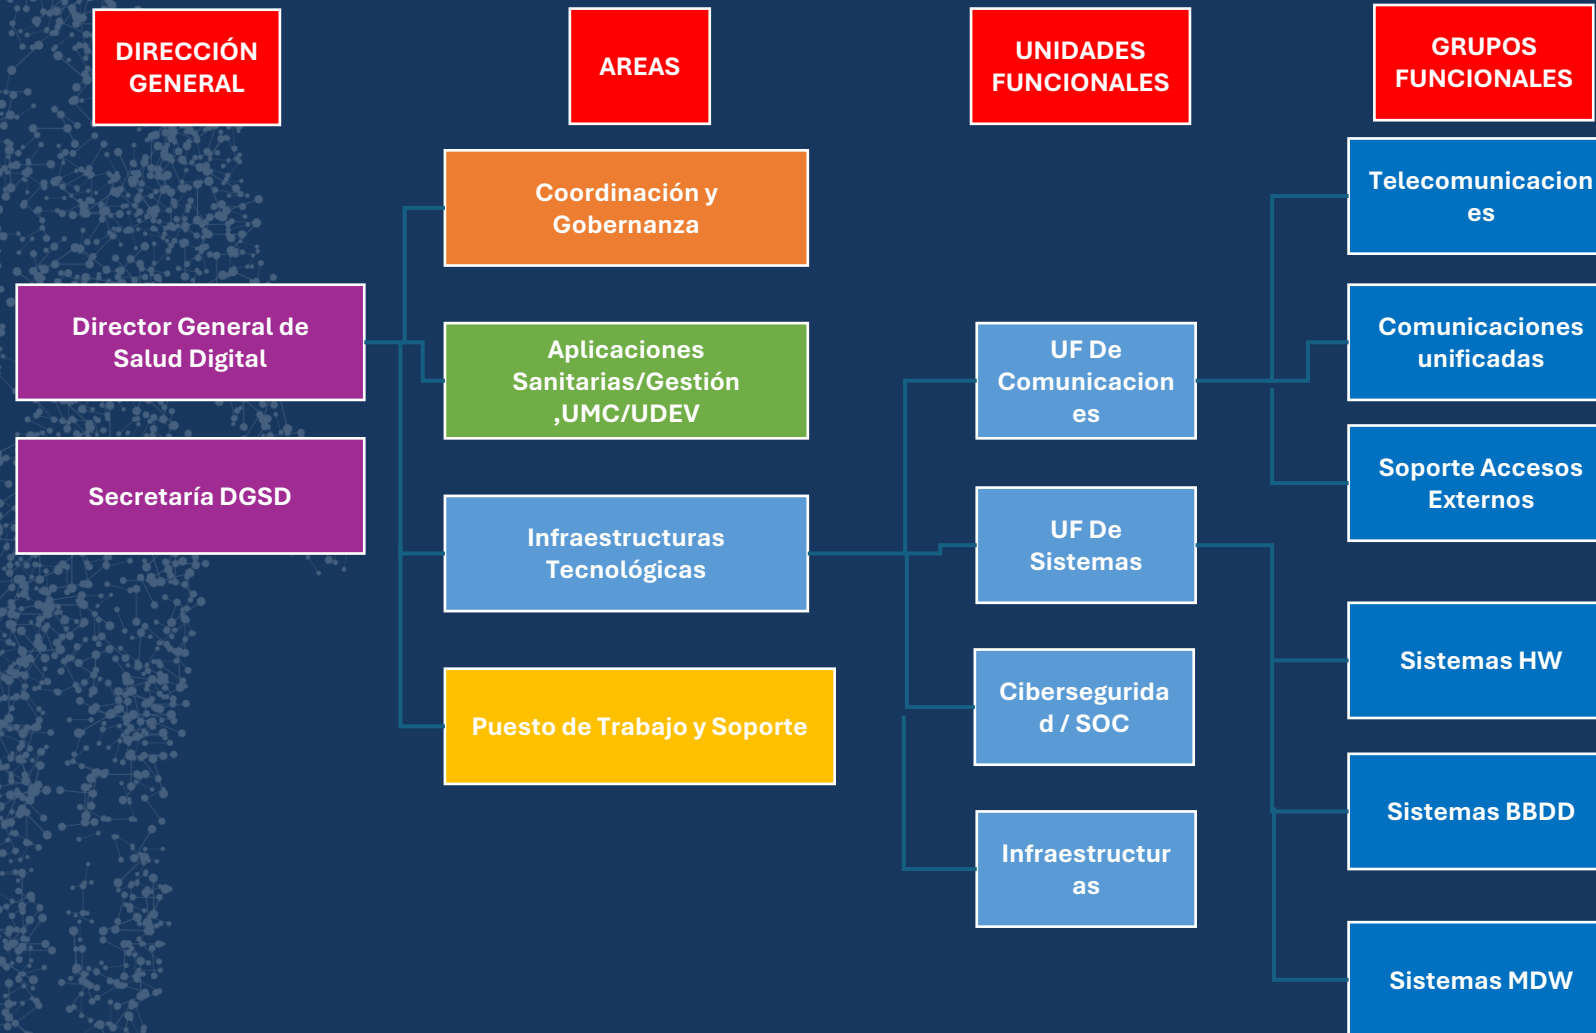 DIRECCIÓN
GENERAL
AREAS
UNIDADES
FUNCIONALES
GRUPOS
FUNCIONALES
Coordinación y
Gobernanza
Telecomunicacion
es
Director General de
Salud Digital
Aplicaciones
Sanitarias/Gestión
,UMC/UDEV
UF De
Comunicacion
es
Comunicaciones
unificadas
Secretaría DGSD
Soporte Accesos
Externos
Infraestructuras
Tecnológicas
UF De
Sistemas
Puesto de Trabajo y Soporte
Cibersegurida
d / SOC
Sistemas HW
Infraestructur
as
Sistemas BBDD
Sistemas MDW